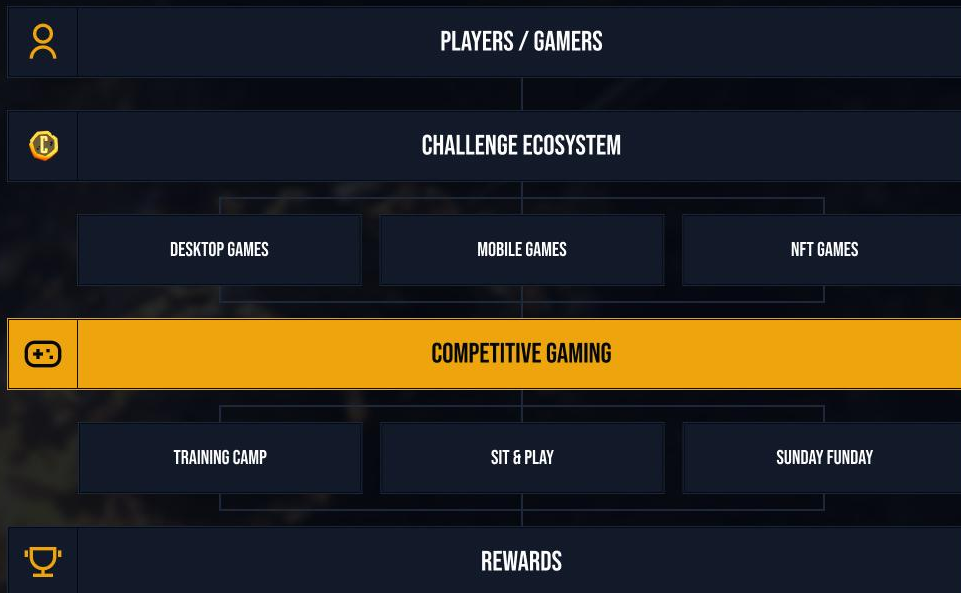 PLAYERS / GAMERS
C
CHALLENGE ECOSYSTEM
DESKTOP GAMES
MOBILE GAMES
NFT GAMES
COMPETITIVE GAMING
TRAINING CAMP
SIT & PLAY
SUNDAY FUNDAY
REWARDS